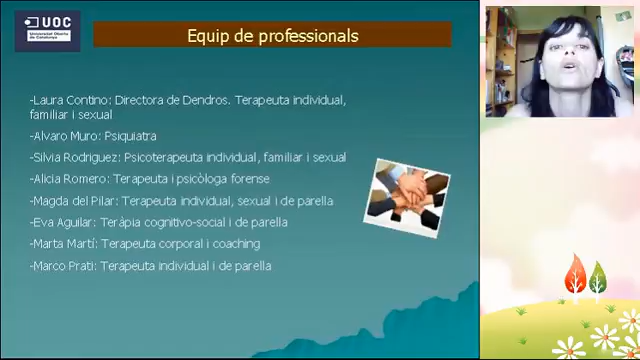 UOC
Universitat Oberta
de Catalunya
Equip de professionals
-Laura Contino: Directora de Dendros. Terapeuta individual,
familiar i sexual
-Alvaro Muro: Psiquiatra
-Silvia Rodriguez: Psicoterapeuta individual, familiar i sexual
-Alicia Romero: Terapeuta i psicòloga forense
-Magda del Pilar: Terapeuta individual, sexual i de parella
-Eva Aguilar: Teràpia cognitivo-social i de parella
-Marta Martí: Terapeuta corporal i coaching
-Marco Prati: Terapeuta individual i de parella